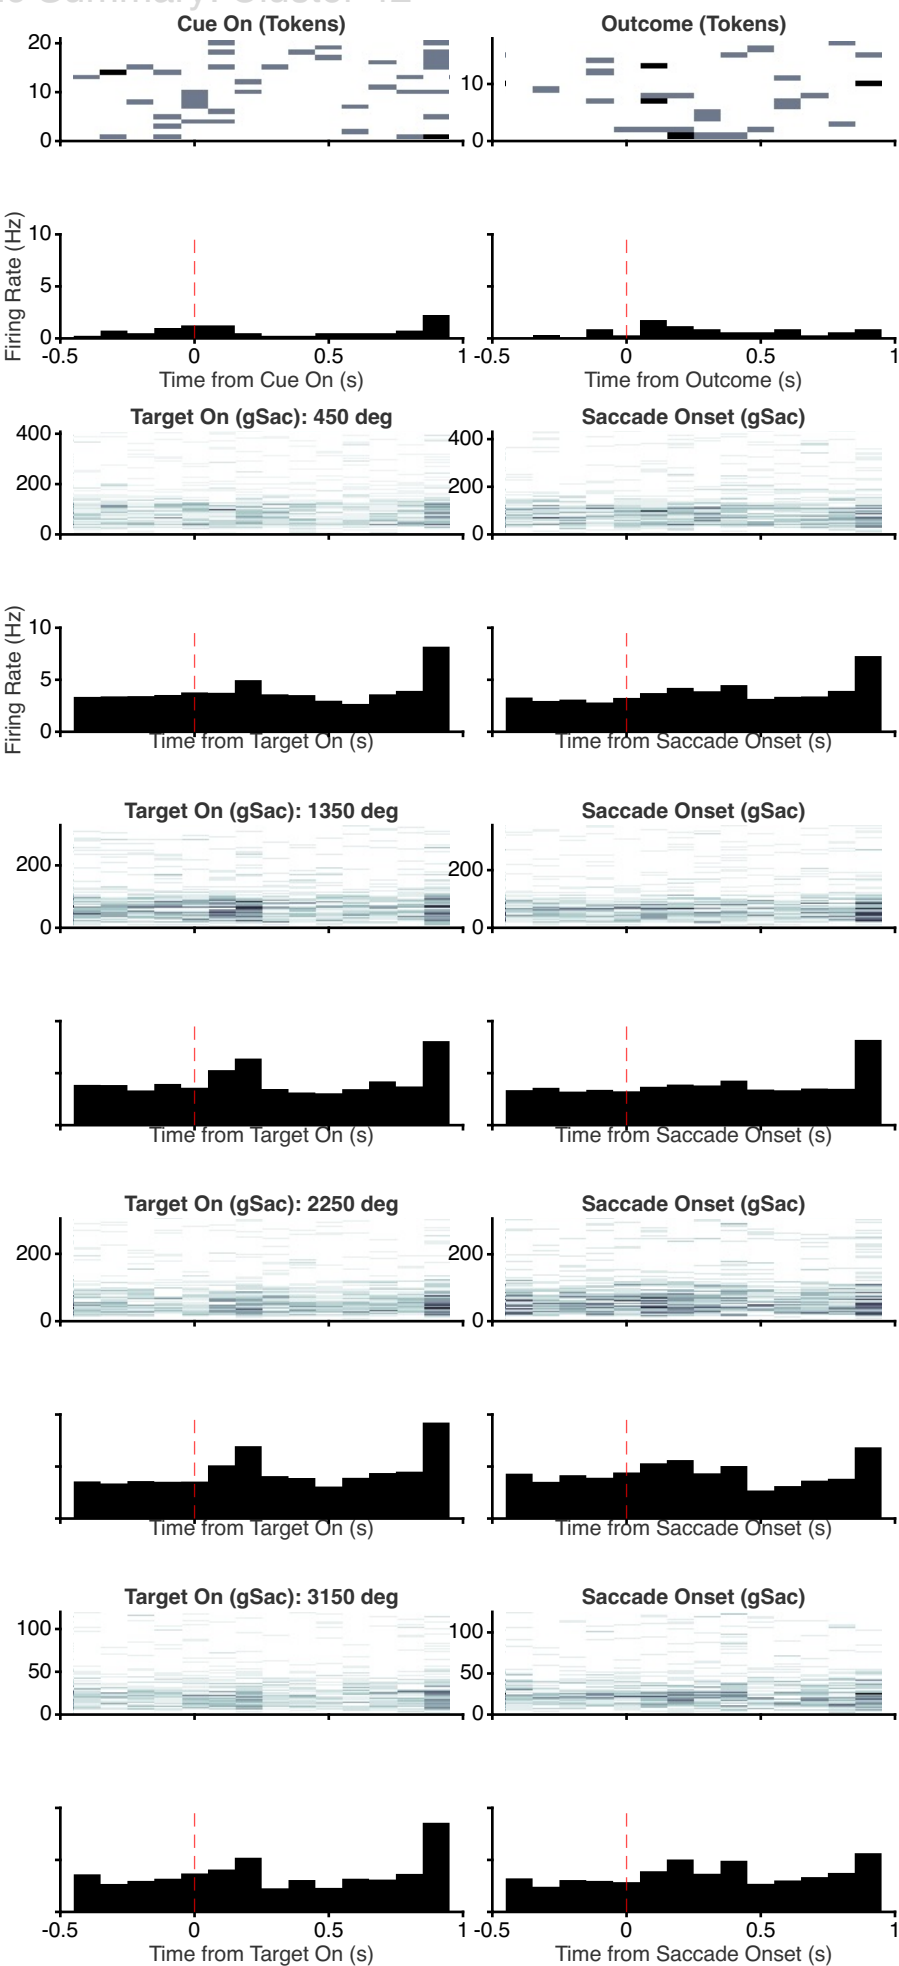 Summary: Cluster 42
Cue On (Tokens)
Outcome (Tokens)
20
10
0
10
0
Firing Rate (Hz)
10
5
0
-0.5 0 0.5 1
-0.5 0 0.5 1
Time from Cue On (s)
Time from Outcome (s)
Target On (gSac): 450 deg
Saccade Onset (gSac)
400
200
0
400
200
0
Firing Rate (Hz)
10
5
0
Time from Target On (s)
Time from Saccade Onset (s)
Target On (gSac): 1350 deg
Saccade Onset (gSac)
200
0
200
0
Time from Target On (s)
Time from Saccade Onset (s)
Target On (gSac): 2250 deg
Saccade Onset (gSac)
200
0
200
0
Time from Target On (s)
Time from Saccade Onset (s)
Target On (gSac): 3150 deg
Saccade Onset (gSac)
100
50
0
100
50
0
-0.5 0 0.5 1
-0.5 0 0.5 1
Time from Target On (s)
Time from Saccade Onset (s)